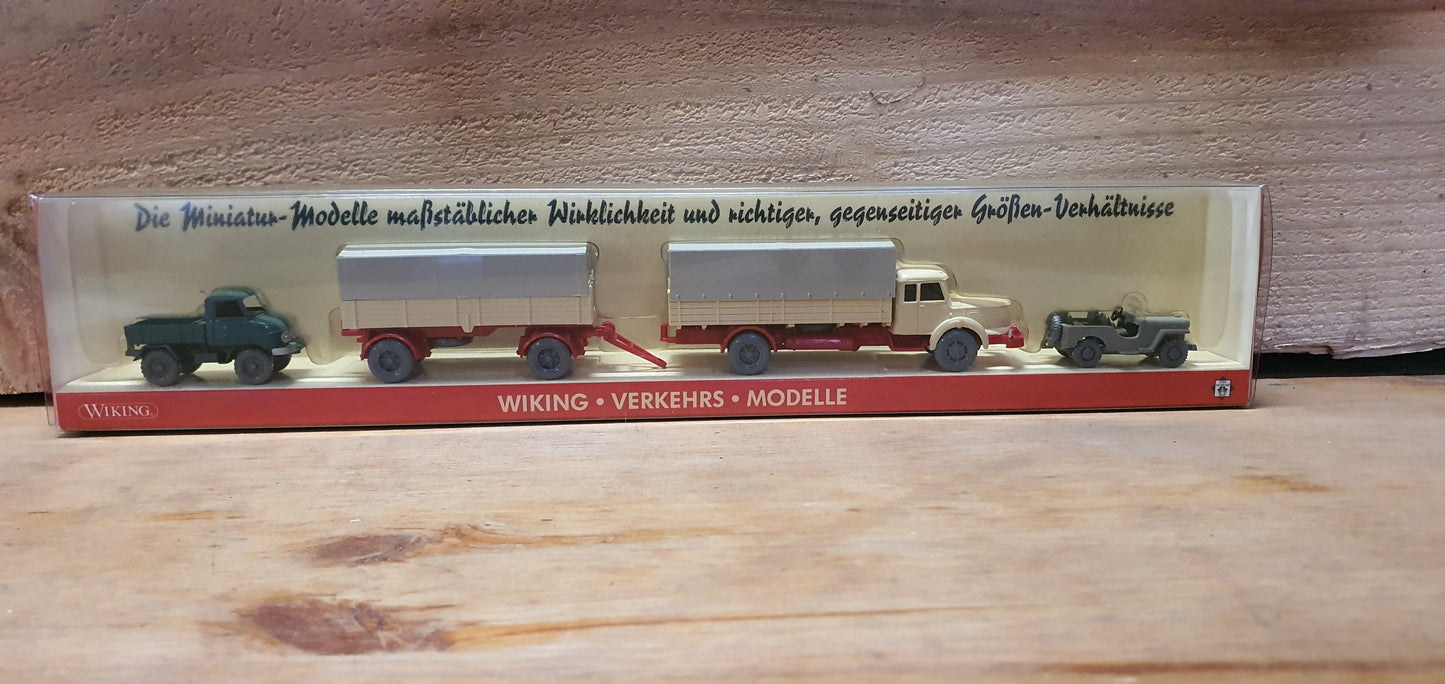 Die Miniatur-Modelle maßstäblicher Wirklichkeit und richtiger, gegenseitiger Größen-Verhältnisse
WIKING
WIKING • VERKEHRS • MODELLE